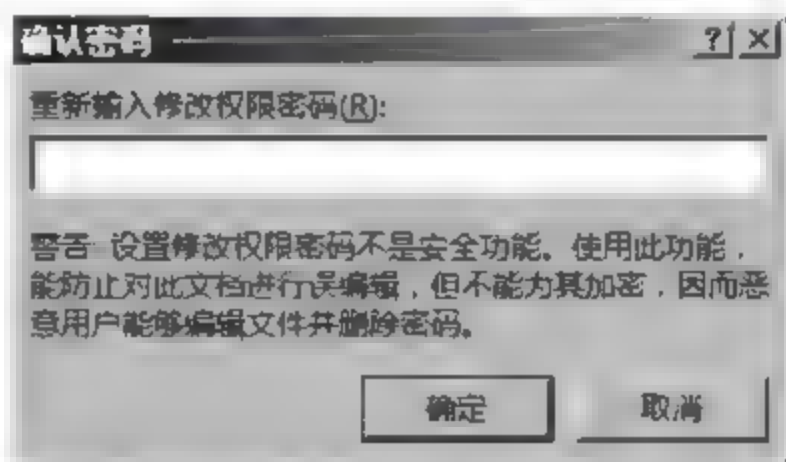 确认密码
重新输入修改权限密码(R):
警告 设置修改权限密码不是安全功能。使用此功能,
能防止对此文档进行误编辑,但不能为其加密,因而恶
意用户能够编辑文件并删除密码。
确定 取消